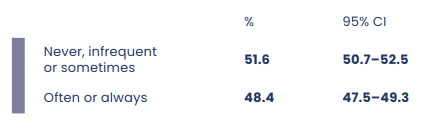 % 95% CI
Never, infrequent
or sometimes 51.6 50.7–52.5
Often or always 48.4 47.5–49.3